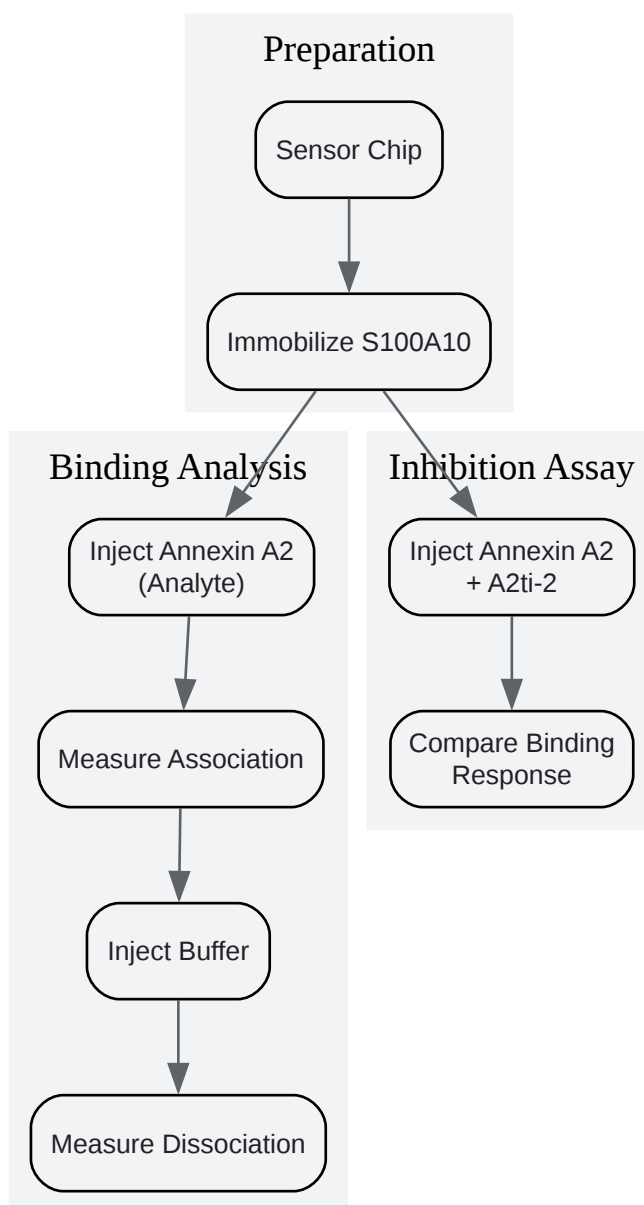 Preparation
Sensor Chip
Immobilize S100A10
Binding Analysis
Inject Annexin A2
(Analyte)
Measure Association
Inject Buffer
Measure Dissociation
Inhibition Assay
Inject Annexin A2
+ A2ti-2
Compare Binding
Response